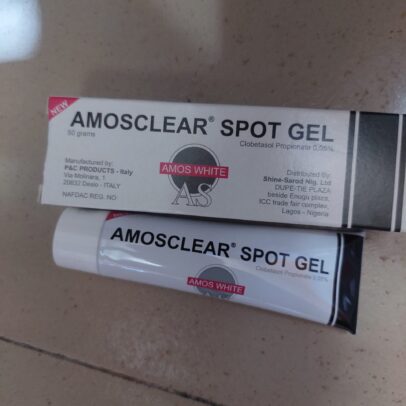 NEW
AMOSCLEAR® SPOT GEL
50 grams
Clobetasol Propionate 0,05%
Manufactured by:
P&C PRODUCTS - Italy
Via Molinara, 1
20832 Desio - ITALY
NAFDAC REG. NO
AMOS WHITE
AS
Distributed By:
Shine-Sarod Nig. Ltd
DUPE-TIE PLAZA
beside Enugu plaza,
ICC trade fair complex,
Lagos - Nigeria
AMOSCLEAR® SPOT GEL
Clobetasol Propionate 0,05%
AMOS WHITE